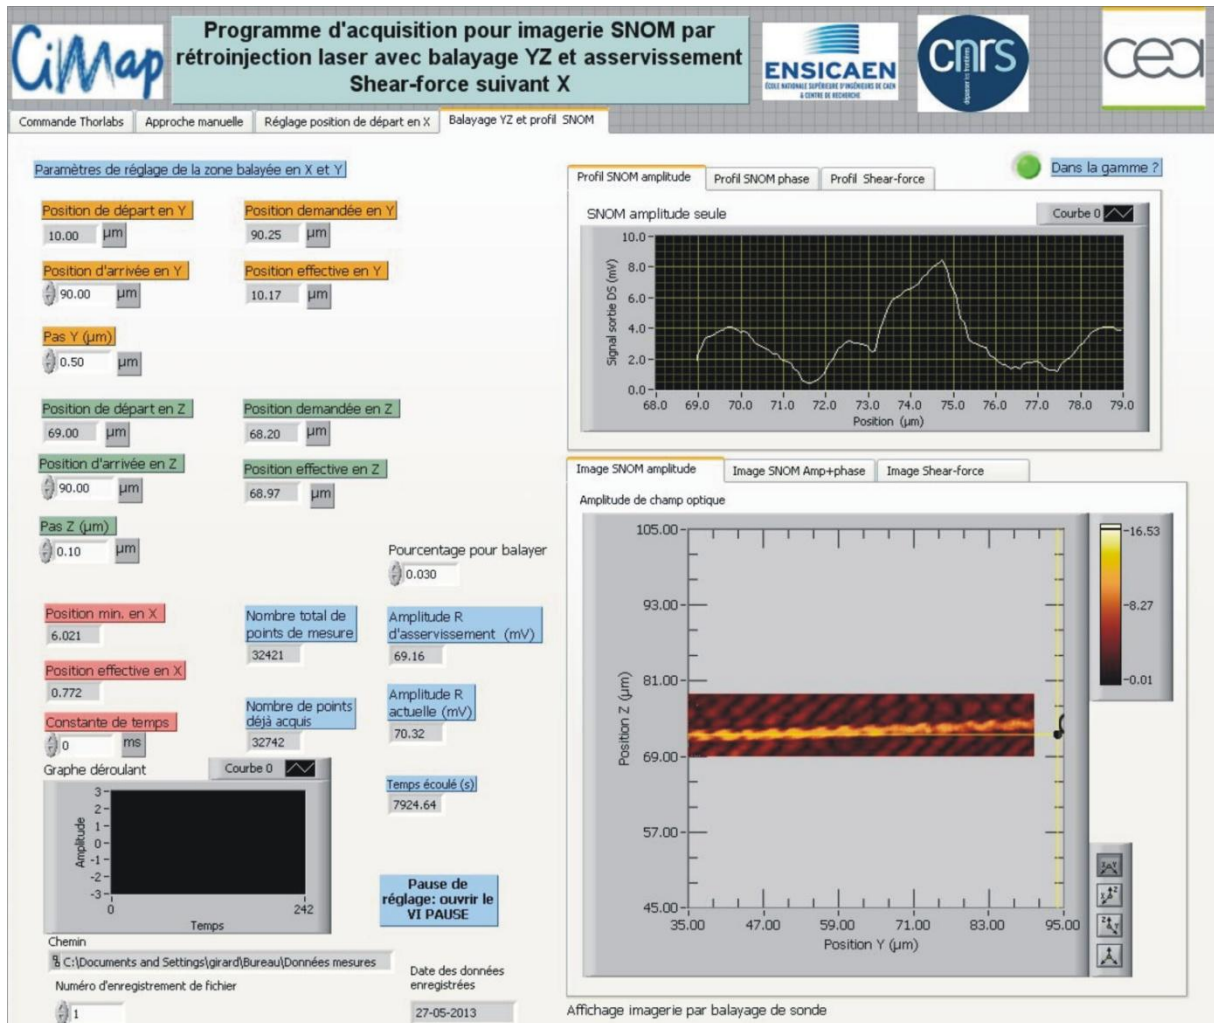 CiMap
Programme d'acquisition pour imagerie SNOM par
rétroinjection laser avec balayage YZ et asservissement
Shear-force suivant X
ENSICAEN
ÉCOLE NATIONALE SUPÉRIEURE D'INGÉNIEURS DE CAEN
& CENTRE DE RECHERCHE
cnrs
dépasser les frontières
cea
Commande Thorlabs
Approche manuelle
Réglage position de départ en X
Balayage YZ et profil SNOM
Paramètres de réglage de la zone balayée en X et Y
Position de départ en Y
10.00 µm
Position demandée en Y
90.25 µm
Position d'arrivée en Y
90.00 µm
Position effective en Y
10.17 µm
Pas Y (µm)
0.50 µm
Position de départ en Z
69.00 µm
Position demandée en Z
68.20 µm
Position d'arrivée en Z
90.00 µm
Position effective en Z
68.97 µm
Pas Z (µm)
0.10 µm
Pourcentage pour balayer
0.030
Position min. en X
6.021
Nombre total de
points de mesure
32421
Amplitude R
d'asservissement (mV)
69.16
Position effective en X
0.772
Nombre de points
déjà acquis
32742
Amplitude R
actuelle (mV)
70.32
Constante de temps
0 ms
Temps écoulé (s)
7924.64
Graphe déroulant
Courbe 0
Amplitude
3
2
1
0
-1
-2
-3
0 242
Temps
Pause de
réglage: ouvrir le
VI PAUSE
Chemin
C:\Documents and Settings\girard\Bureau\Données mesures
Numéro d'enregistrement de fichier
1
Date des données
enregistrées
27-05-2013
Dans la gamme ?
Profil SNOM amplitude
Profil SNOM phase
Profil Shear-force
SNOM amplitude seule
Courbe 0
Signal sortie DS (mV)
10.0
8.0
6.0
4.0
2.0
0.0
68.0 69.0 70.0 71.0 72.0 73.0 74.0 75.0 76.0 77.0 78.0 79.0
Position (µm)
Image SNOM amplitude
Image SNOM Amp+phase
Image Shear-force
Amplitude de champ optique
Position Z (µm)
105.00
93.00
81.00
69.00
57.00
45.00
35.00 47.00 59.00 71.00 83.00 95.00
Position Y (µm)
16.53
8.27
0.01
Affichage imagerie par balayage de sonde